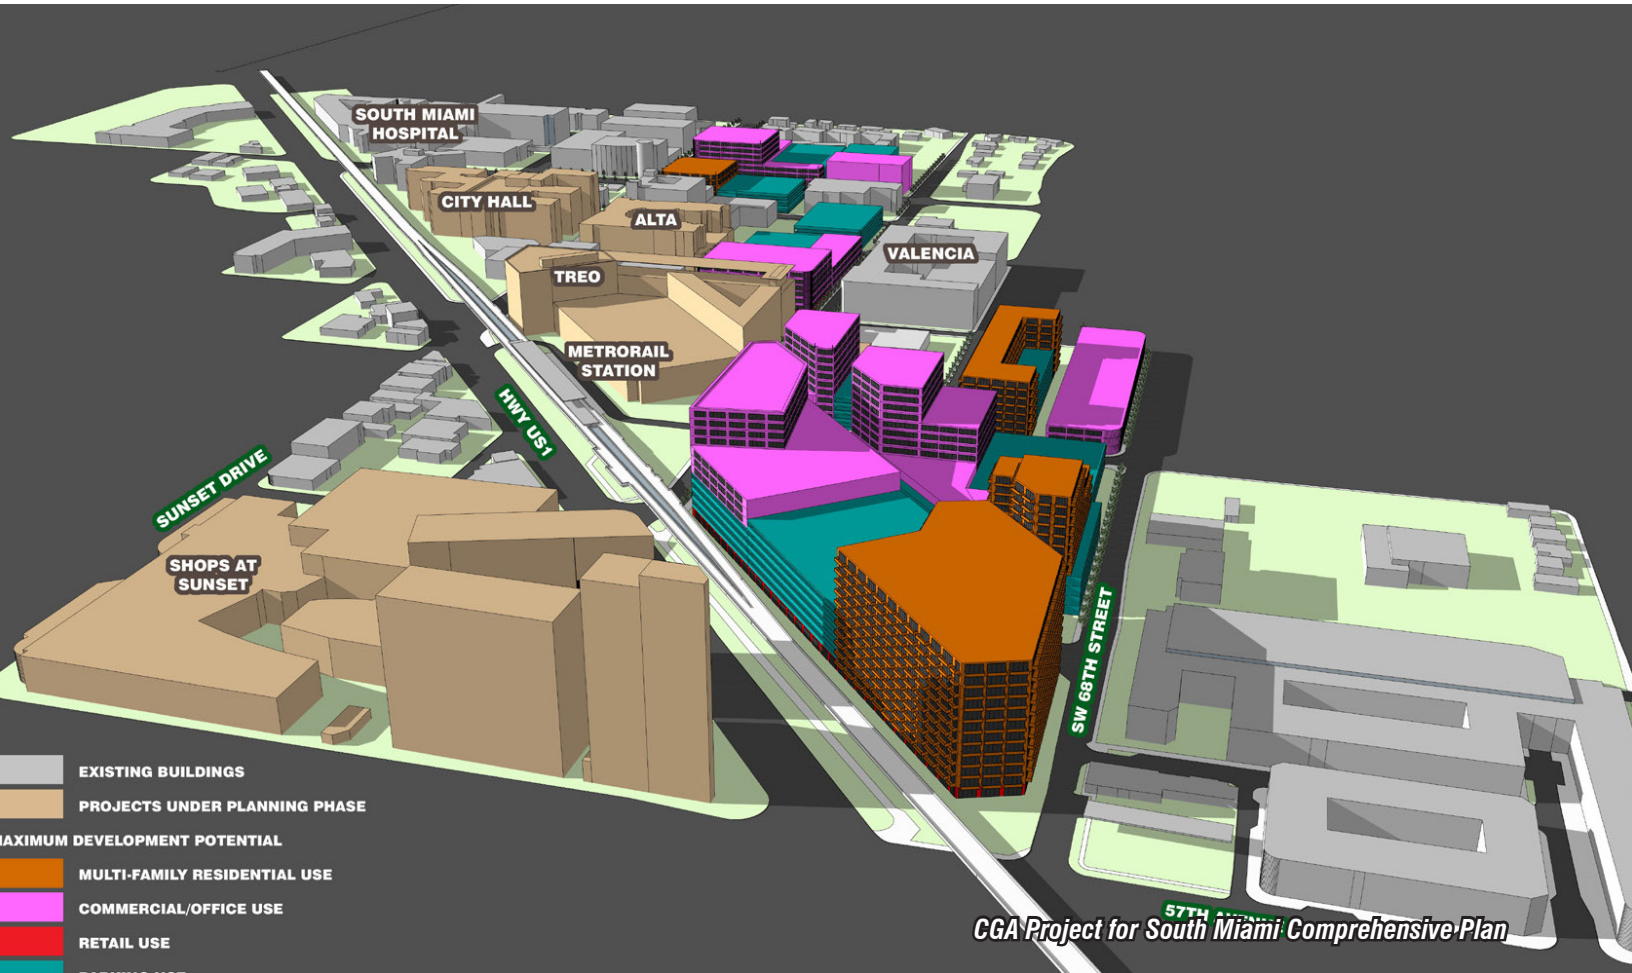 SOUTH MIAMI
HOSPITAL
CITY HALL
ALTA
VALENCIA
TREO
METRORAIL
STATION
HWY US1
SUNSET DRIVE
SHOPS AT
SUNSET
SW 68TH STREET
EXISTING BUILDINGS
PROJECTS UNDER PLANNING PHASE
MAXIMUM DEVELOPMENT POTENTIAL
MULTI-FAMILY RESIDENTIAL USE
COMMERCIAL/OFFICE USE
RETAIL USE
57TH
CGA Project for South Miami Comprehensive Plan